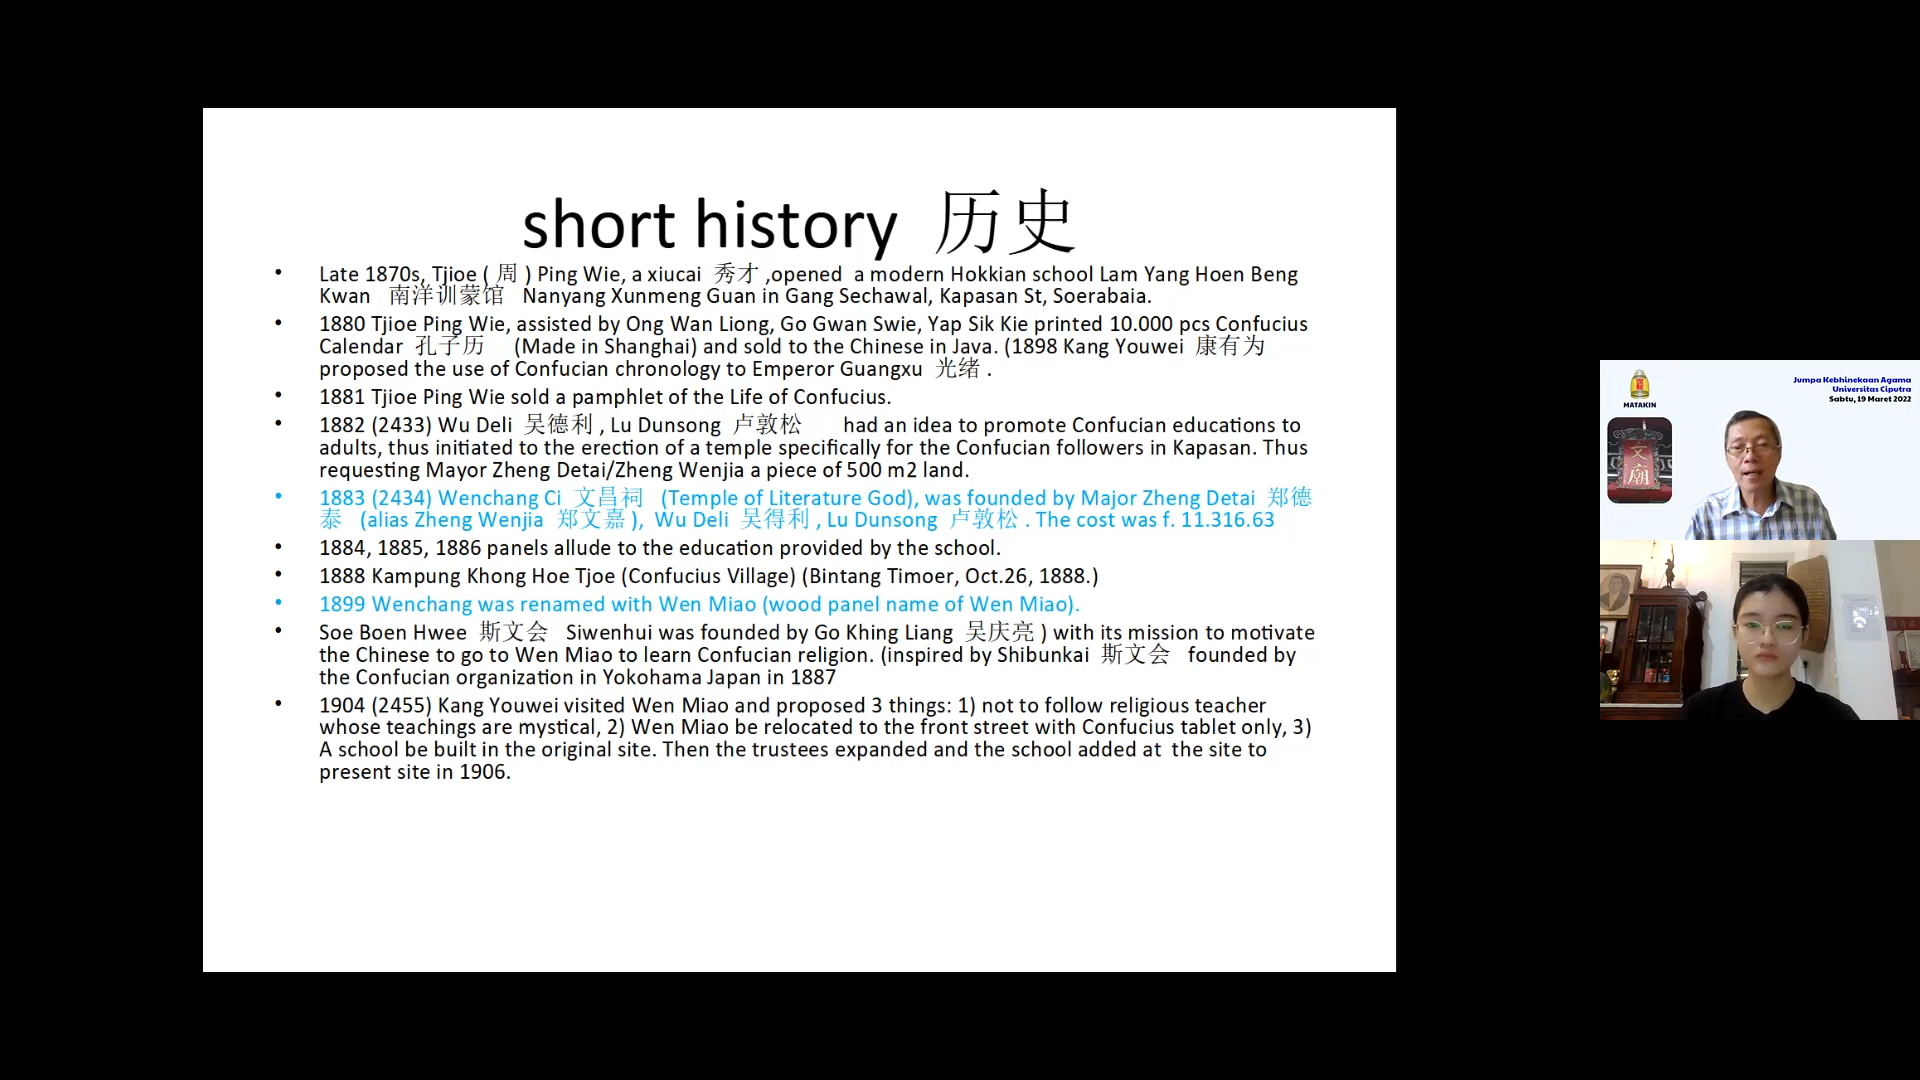 short history 历史
• Late 1870s, Tjioe ( 周 ) Ping Wie, a xiucai 秀才 ,opened a modern Hokkian school Lam Yang Hoen Beng
Kwan 南洋训蒙馆 Nanyang Xunmeng Guan in Gang Sechawal, Kapasan St, Soerabaia.
• 1880 Tjioe Ping Wie, assisted by Ong Wan Liong, Go Gwan Swie, Yap Sik Kie printed 10.000 pcs Confucius
Calendar 孔子历 (Made in Shanghai) and sold to the Chinese in Java. (1898 Kang Youwei 康有为
proposed the use of Confucian chronology to Emperor Guangxu 光绪 .
• 1881 Tjioe Ping Wie sold a pamphlet of the Life of Confucius.
• 1882 (2433) Wu Deli 吴德利 , Lu Dunsong 卢敦松 had an idea to promote Confucian educations to
adults, thus initiated to the erection of a temple specifically for the Confucian followers in Kapasan. Thus
requesting Mayor Zheng Detai/Zheng Wenjia a piece of 500 m2 land.
• 1883 (2434) Wenchang Ci 文昌祠 (Temple of Literature God), was founded by Major Zheng Detai 郑德
泰 (alias Zheng Wenjia 郑文嘉 ), Wu Deli 吴得利 , Lu Dunsong 卢敦松 . The cost was f. 11.316.63
• 1884, 1885, 1886 panels allude to the education provided by the school.
• 1888 Kampung Khong Hoe Tjoe (Confucius Village) (Bintang Timoer, Oct.26, 1888.)
• 1899 Wenchang was renamed with Wen Miao (wood panel name of Wen Miao).
• Soe Boen Hwee 斯文会 Siwenhui was founded by Go Khing Liang 吴庆亮 ) with its mission to motivate
the Chinese to go to Wen Miao to learn Confucian religion. (inspired by Shibunkai 斯文会 founded by
the Confucian organization in Yokohama Japan in 1887
• 1904 (2455) Kang Youwei visited Wen Miao and proposed 3 things: 1) not to follow religious teacher
whose teachings are mystical, 2) Wen Miao be relocated to the front street with Confucius tablet only, 3)
A school be built in the original site. Then the trustees expanded and the school added at the site to
present site in 1906.
Jumpa Kebhinekaan Agama
Universitas Ciputra
Sabtu, 19 Maret 2022
MATAKIN
文廟